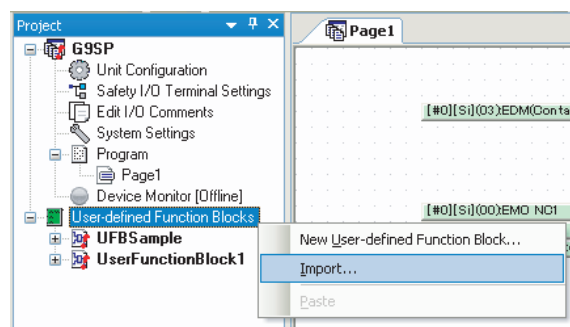 Project
Page1
G9SP
Unit Configuration
Safety I/O Terminal Settings
Edit I/O Comments
System Settings
Program
Page1
Device Monitor [Offline]
User-defined Function Blocks
UFBSample
UserFunctionBlock1
[#0][Si](03):EDM(Conta
[#0][Si](00):EMO NC1
New User-defined Function Block...
Import...
Paste